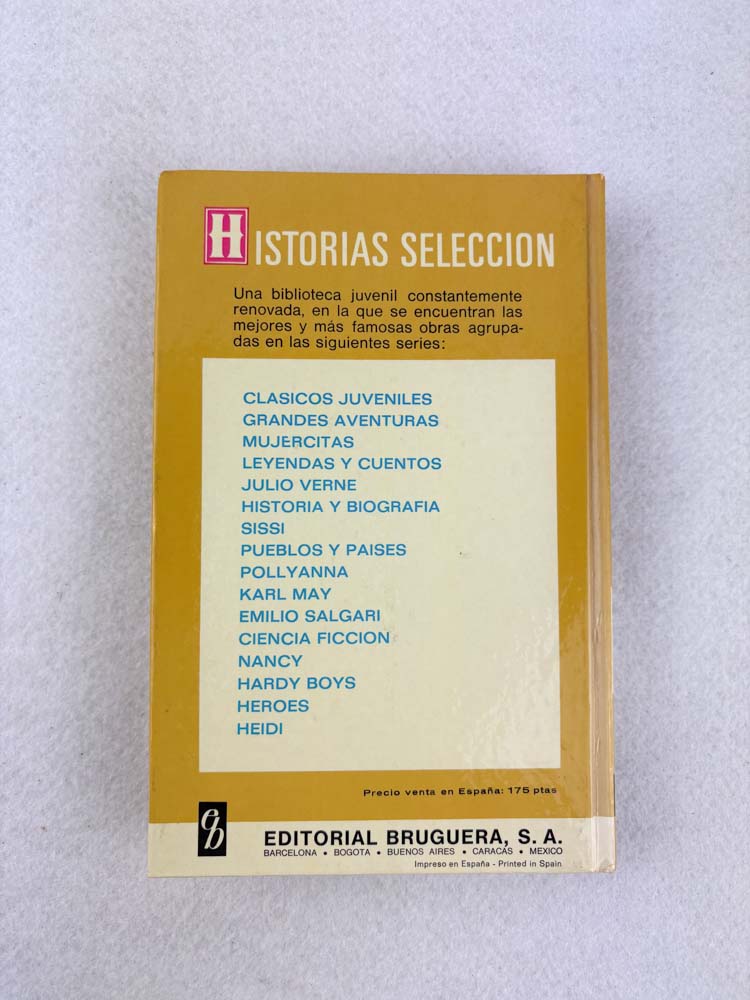 HISTORIAS SELECCION
Una biblioteca juvenil constantemente
renovada, en la que se encuentran las
mejores y más famosas obras agrupa-
das en las siguientes series:
CLASICOS JUVENILES
GRANDES AVENTURAS
MUJERCITAS
LEYENDAS Y CUENTOS
JULIO VERNE
HISTORIA Y BIOGRAFIA
SISSI
PUEBLOS Y PAISES
POLLYANNA
KARL MAY
EMILIO SALGARI
CIENCIA FICCION
NANCY
HARDY BOYS
HEROES
HEIDI
Precio venta en España: 175 ptas
eb
EDITORIAL BRUGUERA, S. A.
BARCELONA • BOGOTA • BUENOS AIRES • CARACAS • MEXICO
Impreso en España - Printed in Spain